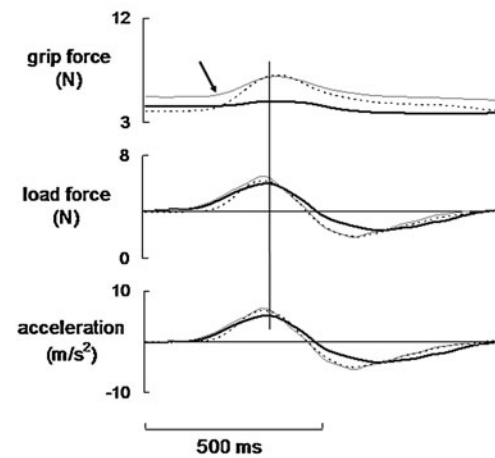 12
grip force
(N)
3
8
load force
(N)
0
10
acceleration
(m/s²)
-10
500 ms